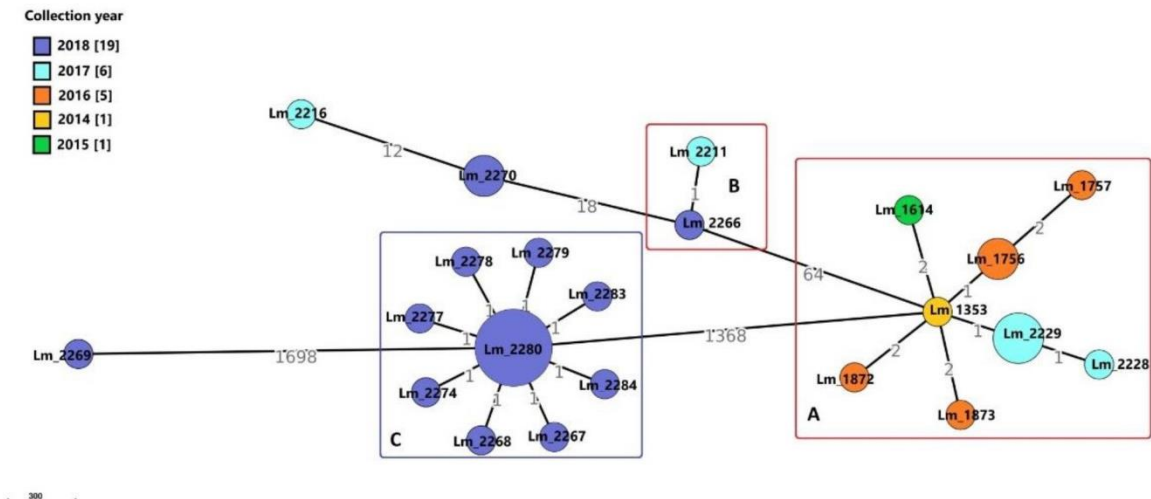 Collection year
2018 [19]
2017 [6]
2016 [5]
2014 [1]
2015 [1]
Lm_2216
12
Lm_2270
18
Lm_2211
1
B
Lm_2266
64
Lm_1757
Lm_1614
2
Lm_1756
2
1
Lm_1353
1
Lm_2229
1
Lm_2228
2
Lm_1872
2
Lm_1873
A
1368
Lm_2278
Lm_2279
Lm_2283
Lm_2277
1
1
1
1
Lm_2280
Lm_2269
1698
1
Lm_2274
1
Lm_2284
1
1
Lm_2268
Lm_2267
C
300